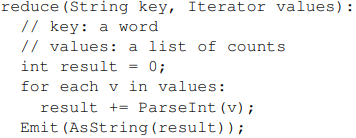 reduce(String key, Iterator values):
  // key: a word
  // values: a list of counts
  int result = 0;
  for each v in values:
    result += ParseInt(v);
  Emit(AsString(result));